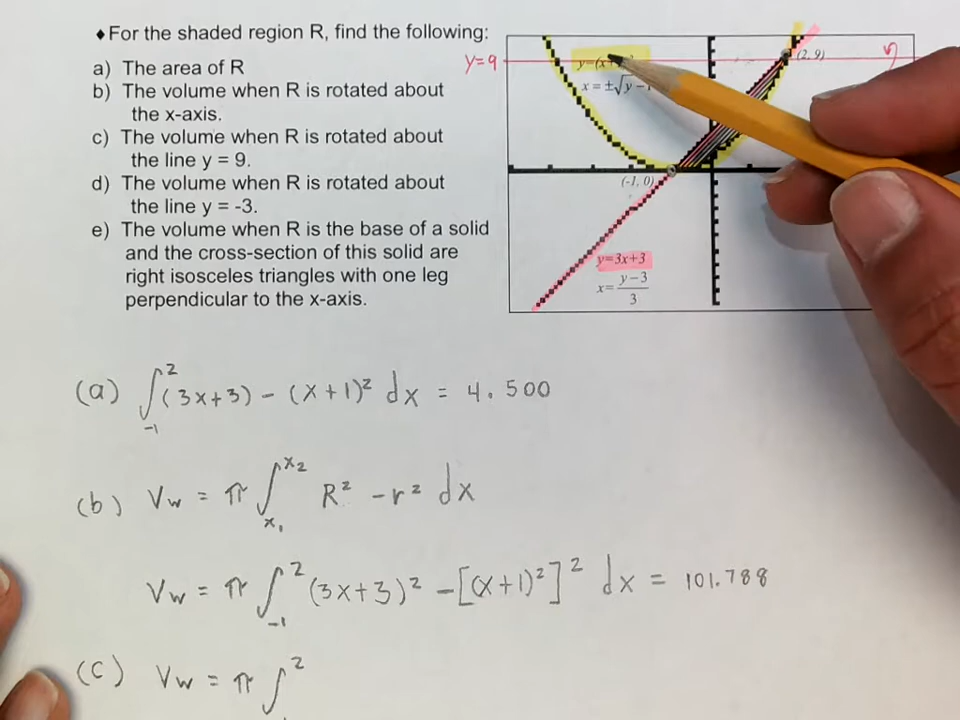 ♦For the shaded region R, find the following:
a) The area of R
b) The volume when R is rotated about
the x-axis.
c) The volume when R is rotated about
the line y = 9.
d) The volume when R is rotated about
the line y = -3.
e) The volume when R is the base of a solid
and the cross-section of this solid are
right isosceles triangles with one leg
perpendicular to the x-axis.
y=9
y=(x+
(2, 9)
x=±√y−
(-1, 0)
y=3x+3
x= y−3
3
(a) ∫ 2 -1 (3x+3) - (x+1)² dx = 4.500
(b) Vw = π ∫ x₂ x₁ R² - r² dx
Vw = π ∫ 2 -1 (3x+3)² - [(x+1)²]² dx = 101.788
(c) Vw = π ∫ 2